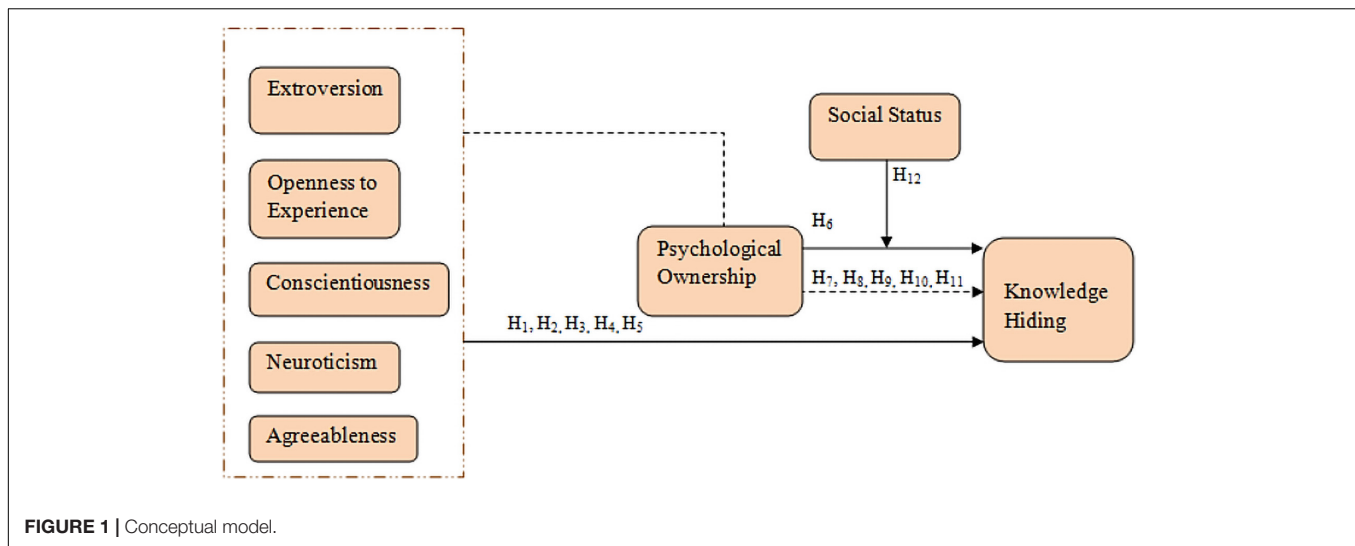 Extroversion
Openness to
Experience
Conscientiousness
Neuroticism
Agreeableness
Social Status
H12
H6
Psychological
Ownership
H7, H8, H9, H10, H11
H1, H2, H3, H4, H5
Knowledge
Hiding
FIGURE 1 | Conceptual model.